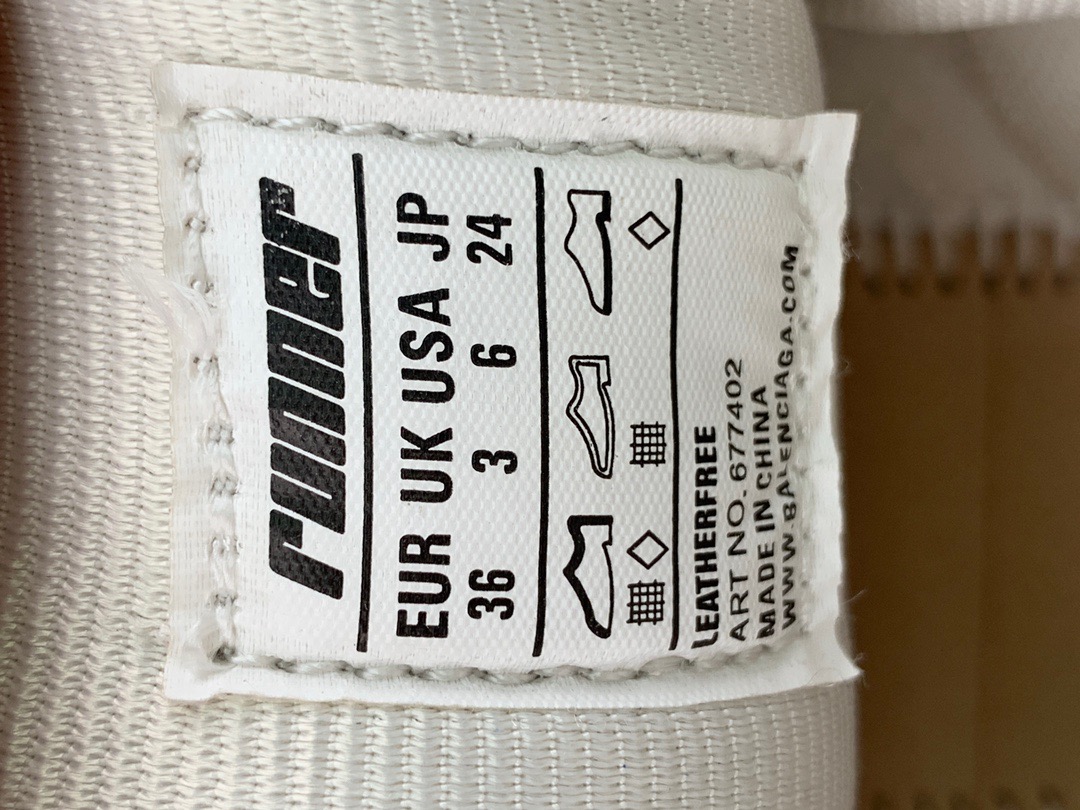 runner
EUR UK USA JP
36 3 6 24
LEATHERFREE
ART NO. 677402
MADE IN CHINA
WWW.BALENCIAGA.COM